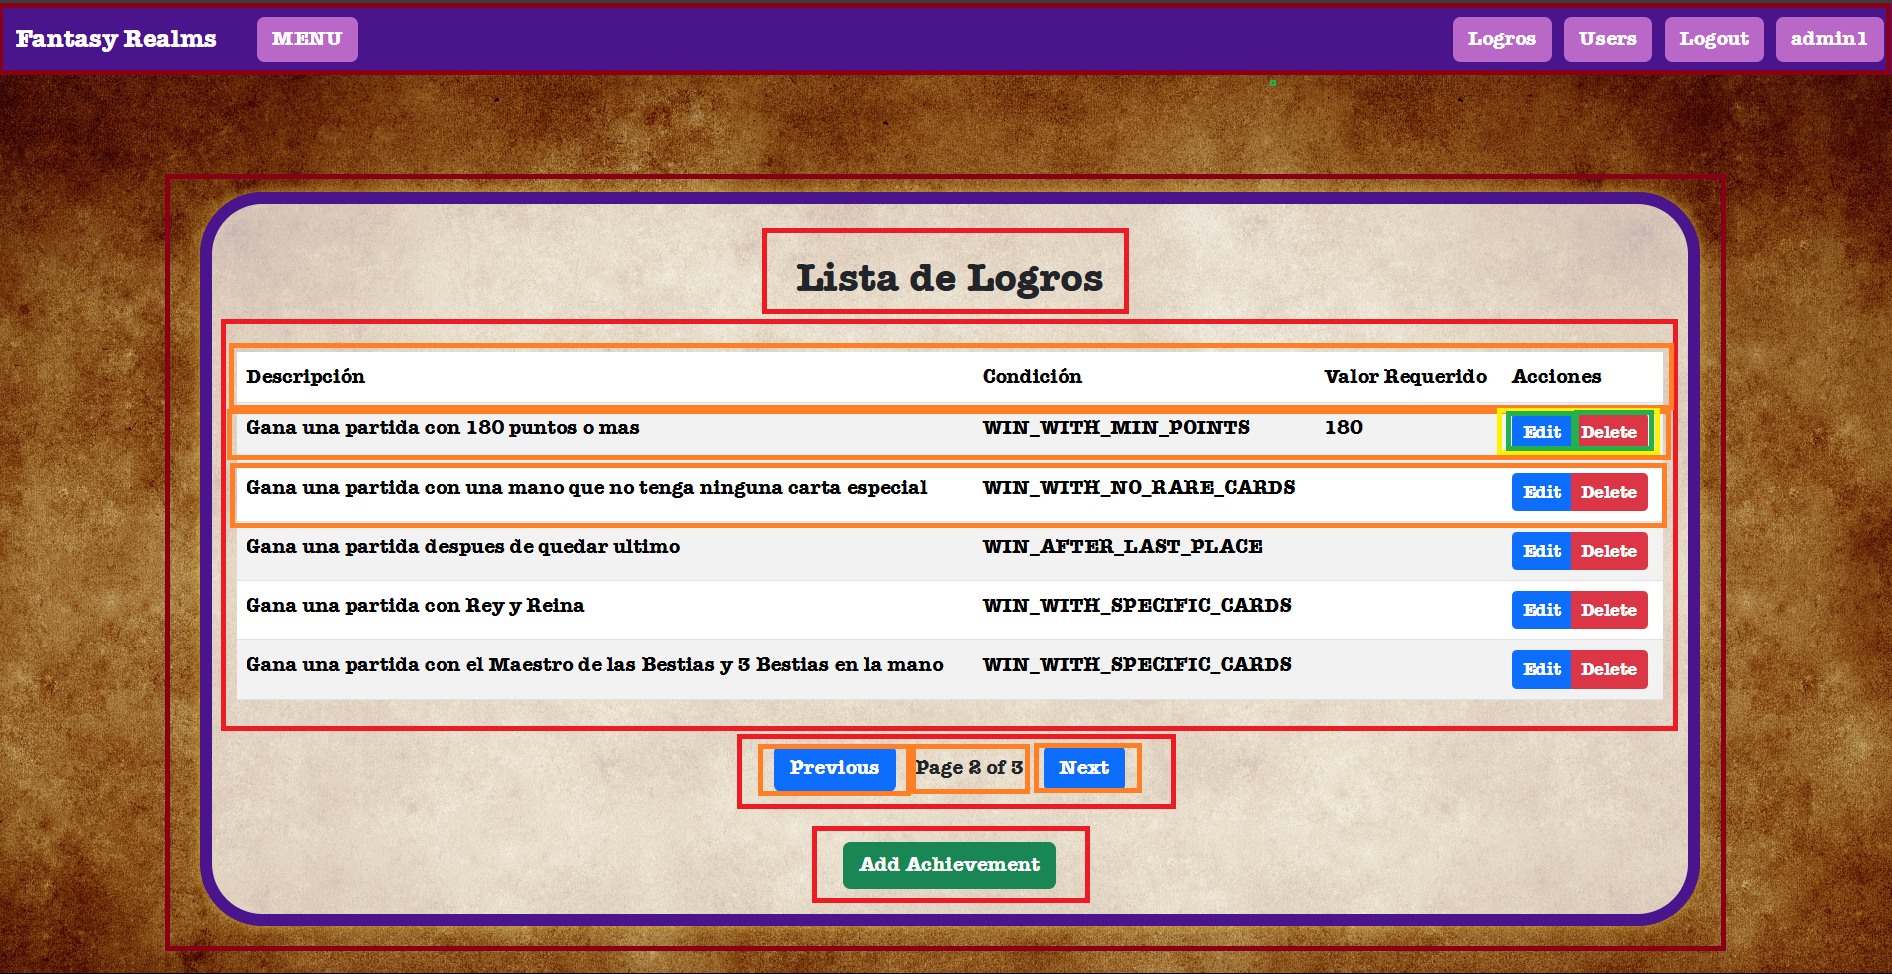 Fantasy Realms MENU Logros Users Logout admin1
Lista de Logros
Descripción Condición Valor Requerido Acciones
Gana una partida con 180 puntos o mas WIN_WITH_MIN_POINTS 180 Edit Delete
Gana una partida con una mano que no tenga ninguna carta especial WIN_WITH_NO_RARE_CARDS Edit Delete
Gana una partida despues de quedar ultimo WIN_AFTER_LAST_PLACE Edit Delete
Gana una partida con Rey y Reina WIN_WITH_SPECIFIC_CARDS Edit Delete
Gana una partida con el Maestro de las Bestias y 3 Bestias en la mano WIN_WITH_SPECIFIC_CARDS Edit Delete
Previous Page 2 of 3 Next
Add Achievement